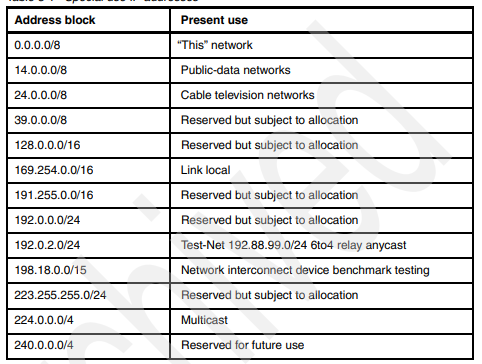 Address block Present use
0.0.0.0/8 “This” network
14.0.0.0/8 Public-data networks
24.0.0.0/8 Cable television networks
39.0.0.0/8 Reserved but subject to allocation
128.0.0.0/16 Reserved but subject to allocation
169.254.0.0/16 Link local
191.255.0.0/16 Reserved but subject to allocation
192.0.0.0/24 Reserved but subject to allocation
192.0.2.0/24 Test-Net 192.88.99.0/24 6to4 relay anycast
198.18.0.0/15 Network interconnect device benchmark testing
223.255.255.0/24 Reserved but subject to allocation
224.0.0.0/4 Multicast
240.0.0.0/4 Reserved for future use